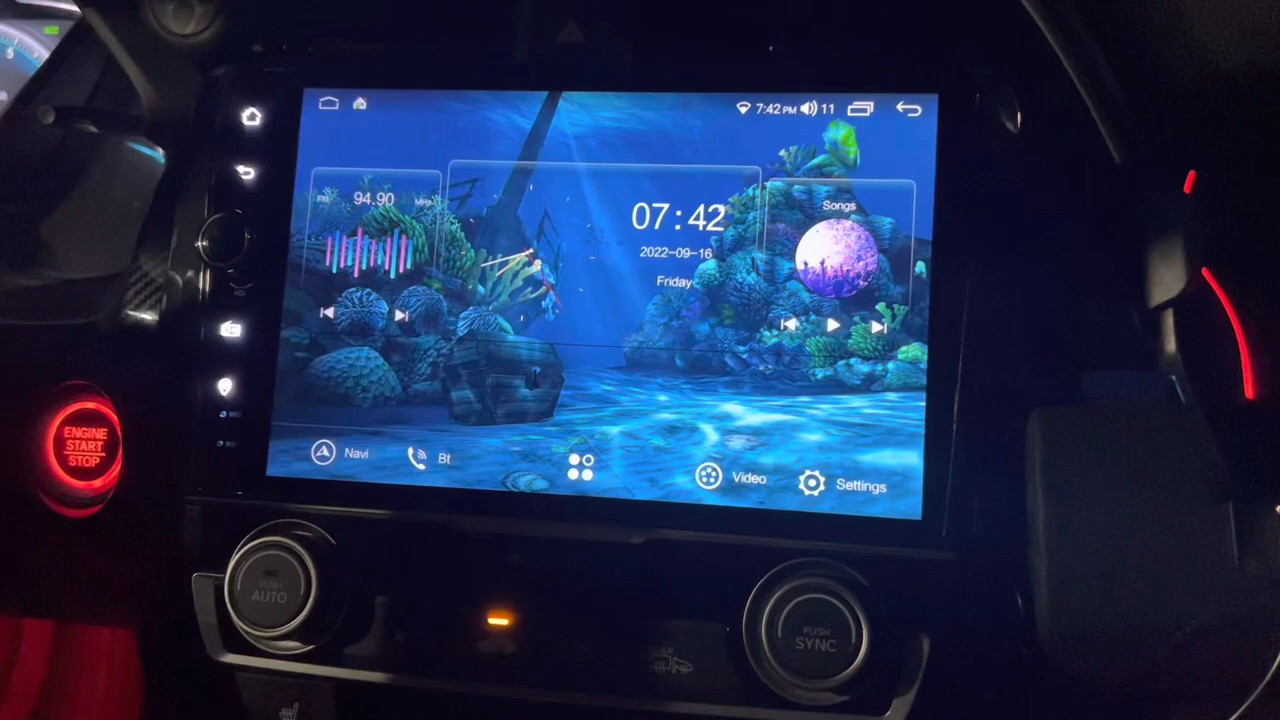 7:42 PM 11
FM 94.90 MHz
07:42
2022-09-16
Friday
Songs
Navi
Bt
Video
Settings
ENGINE
START
STOP
PUSH
AUTO
PUSH
SYNC